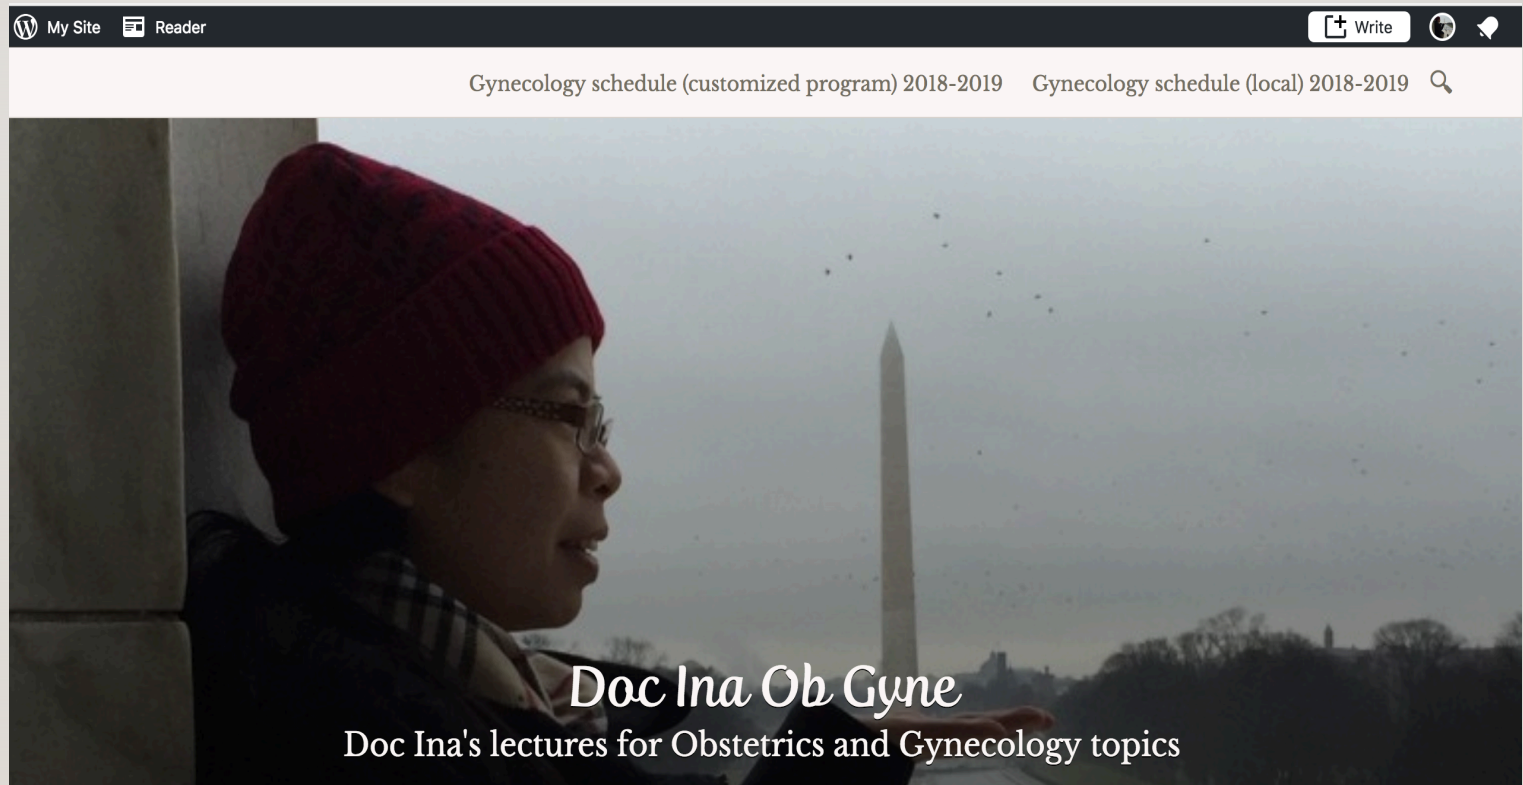 My Site Reader Write
Gynecology schedule (customized program) 2018-2019 Gynecology schedule (local) 2018-2019
Doc Ina Ob Gyne
Doc Ina's lectures for Obstetrics and Gynecology topics